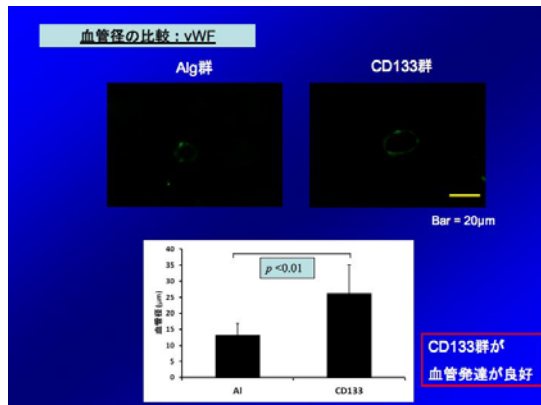 血管径の比較：vWF
Alg群
CD133群
Bar = 20μm
血管径(μm)
40
35
30
25
20
15
10
5
0
p <0.01
Al
CD133
CD133群が
血管発達が良好